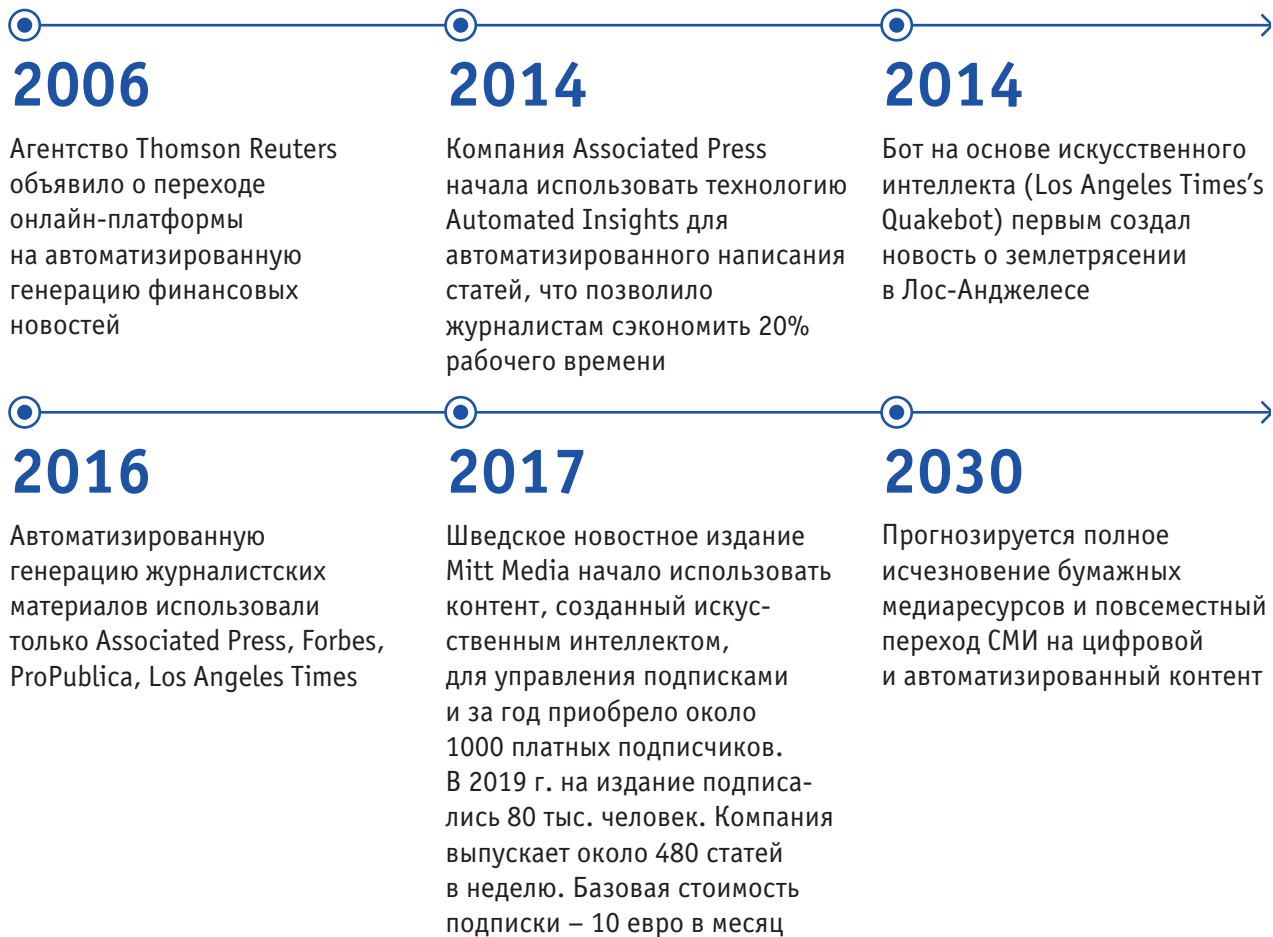 2006
Агентство Thomson Reuters
объявило о переходе
онлайн-платформы
на автоматизированную
генерацию финансовых
новостей
2014
Компания Associated Press
начала использовать технологию
Automated Insights для
автоматизированного написания
статей, что позволило
журналистам сэкономить 20%
рабочего времени
2014
Бот на основе искусственного
интеллекта (Los Angeles Times’s
Quakebot) первым создал
новость о землетрясении
в Лос-Анджелесе
2016
Автоматизированную
генерацию журналистских
материалов использовали
только Associated Press, Forbes,
ProPublica, Los Angeles Times
2017
Шведское новостное издание
Mitt Media начало использовать
контент, созданный искус-
ственным интеллектом,
для управления подписками
и за год приобрело около
1000 платных подписчиков.
В 2019 г. на издание подписа-
лись 80 тыс. человек. Компания
выпускает около 480 статей
в неделю. Базовая стоимость
подписки – 10 евро в месяц
2030
Прогнозируется полное
исчезновение бумажных
медиаресурсов и повсеместный
переход СМИ на цифровой
и автоматизированный контент